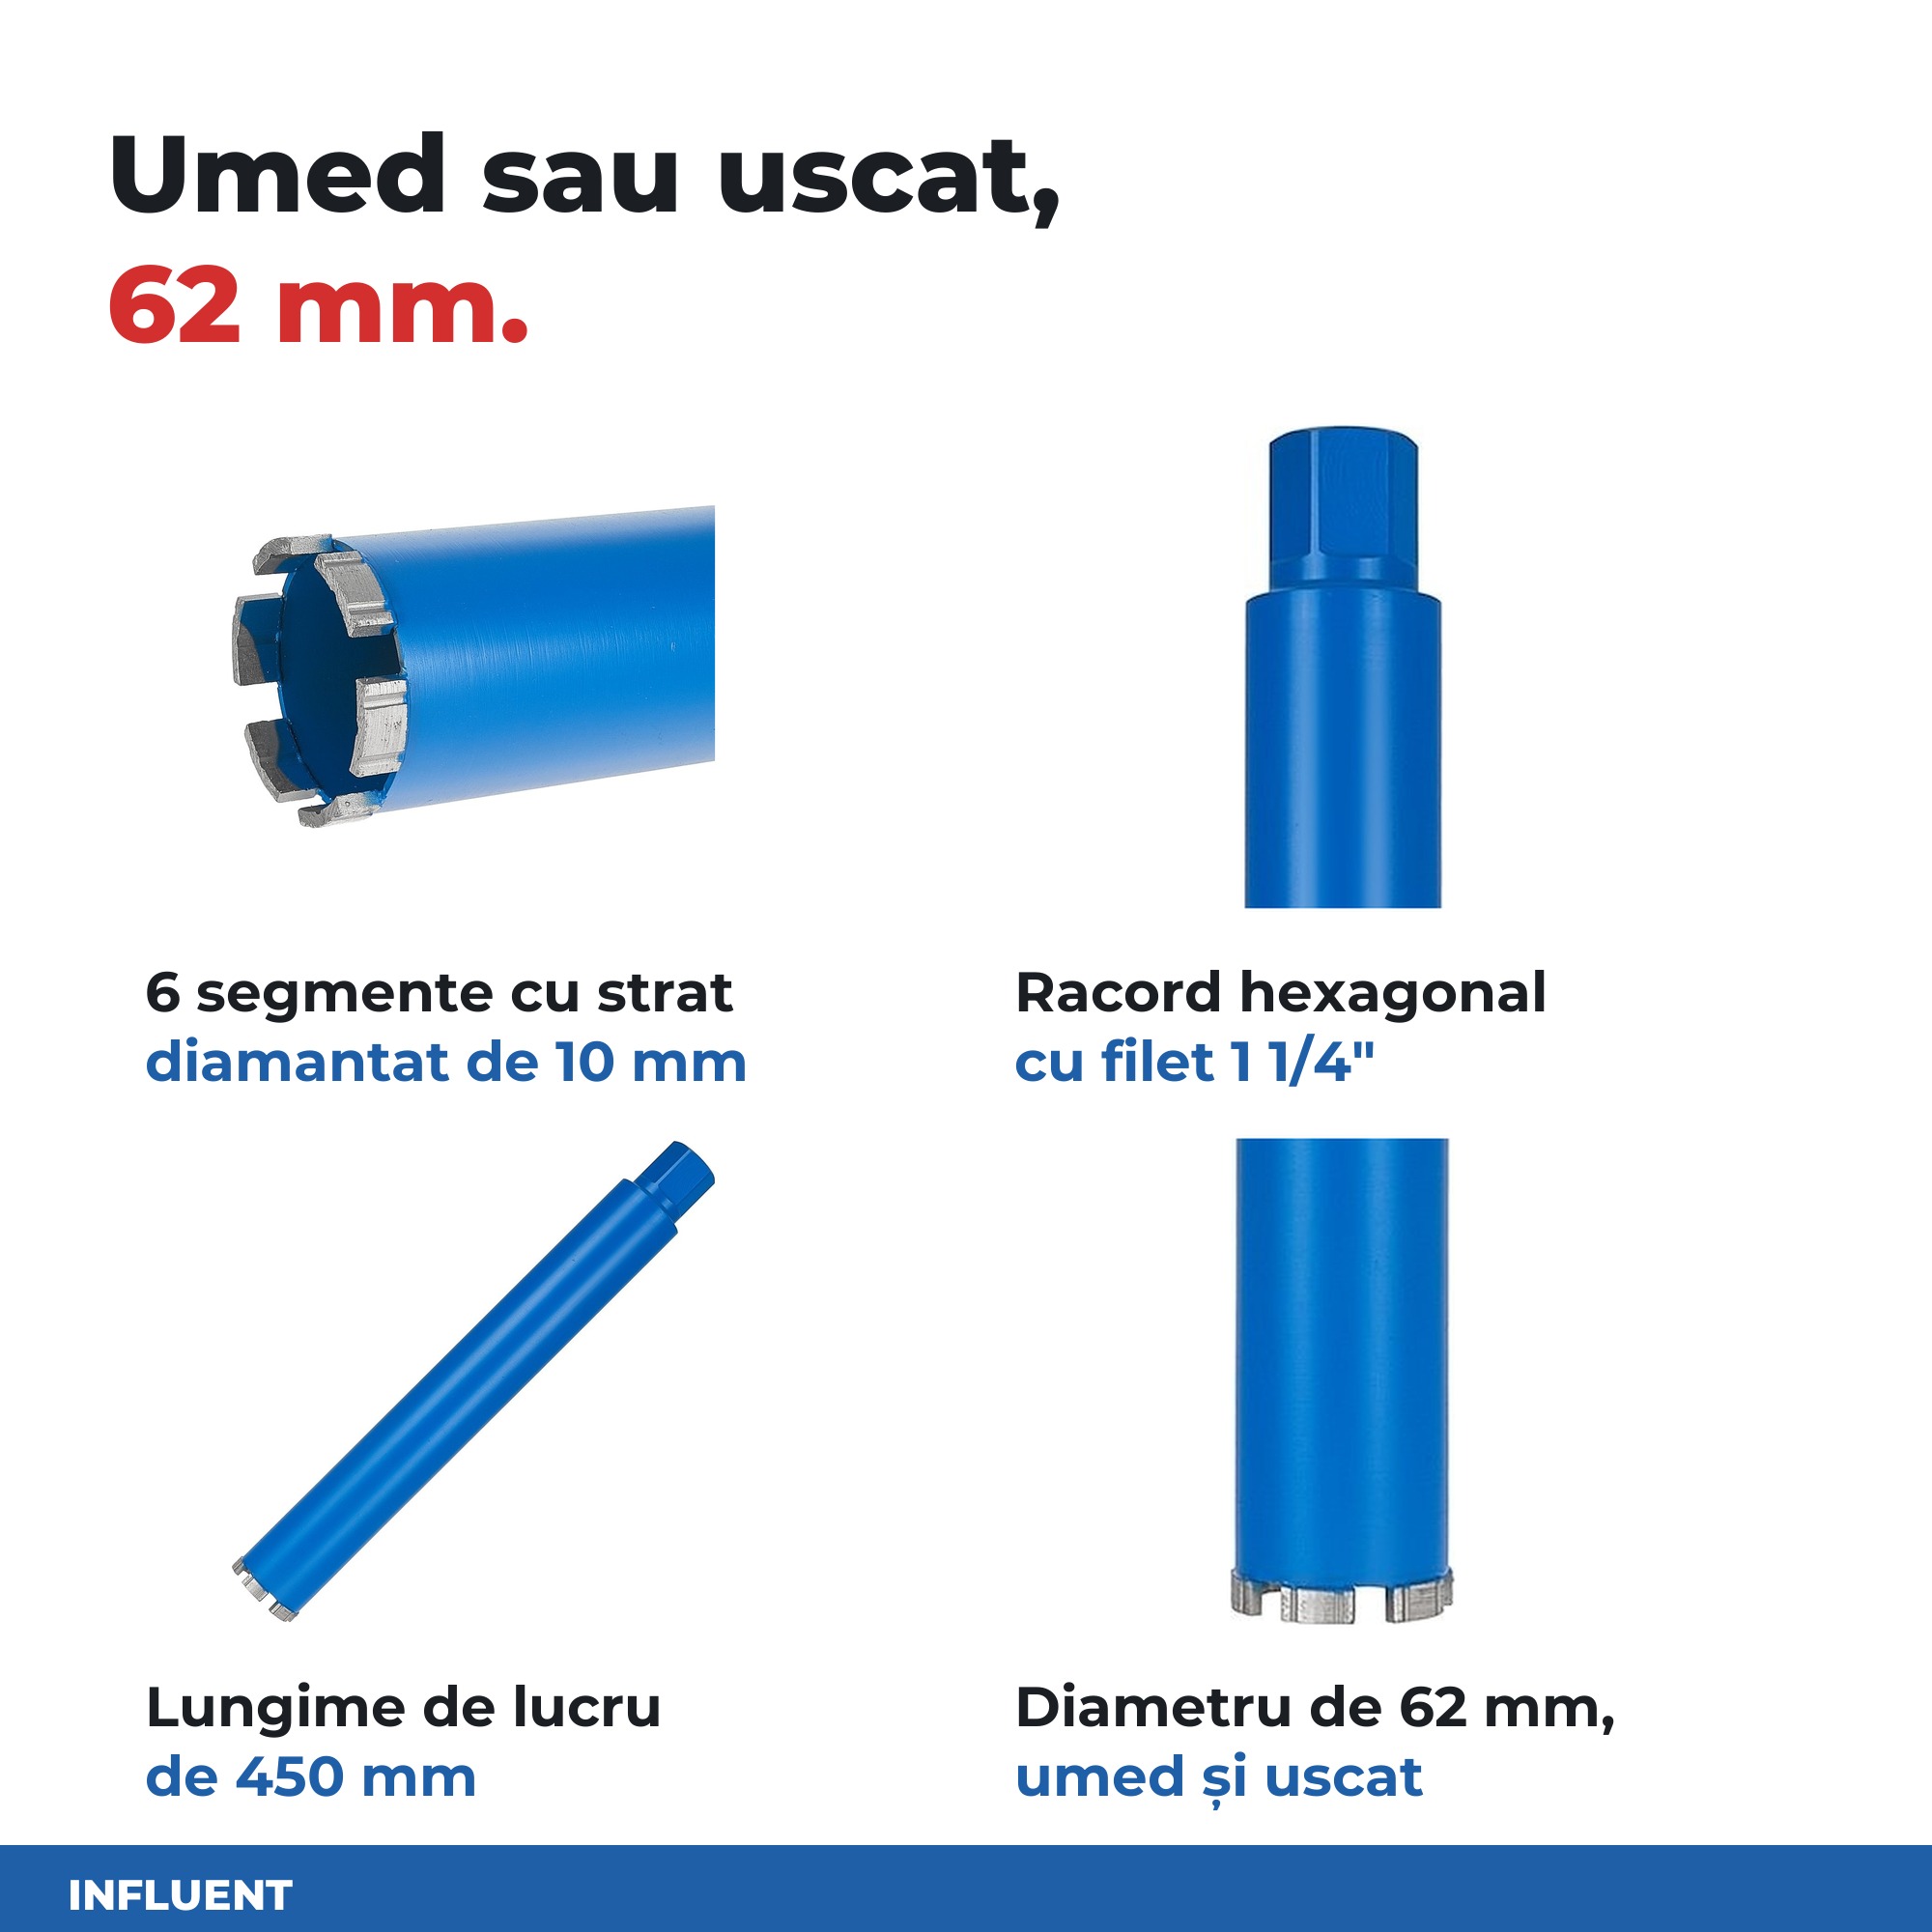 Umed sau uscat,
62 mm.
6 segmente cu strat
diamantat de 10 mm
Racord hexagonal
cu filet 1 1/4"
Lungime de lucru
de 450 mm
Diametru de 62 mm,
umed și uscat
INFLUENT